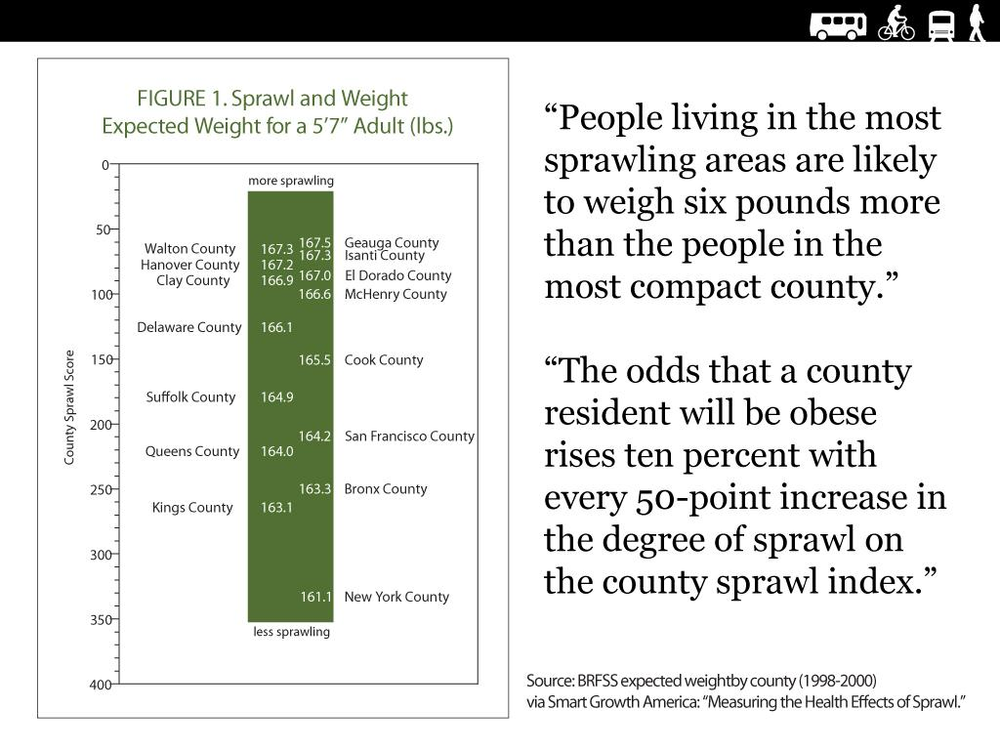 FIGURE 1. Sprawl and Weight
Expected Weight for a 5’7” Adult (lbs.)
0
50
100
150
200
250
300
350
400
County Sprawl Score
more sprawling
167.5 Geauga County
Walton County 167.3
167.3 Isanti County
Hanover County 167.2
167.0 El Dorado County
Clay County 166.9
166.6 McHenry County
Delaware County 166.1
165.5 Cook County
Suffolk County 164.9
164.2 San Francisco County
Queens County 164.0
163.3 Bronx County
Kings County 163.1
161.1 New York County
less sprawling
“People living in the most
sprawling areas are likely
to weigh six pounds more
than the people in the
most compact county.”
“The odds that a county
resident will be obese
rises ten percent with
every 50-point increase in
the degree of sprawl on
the county sprawl index.”
Source: BRFSS expected weightby county (1998-2000)
via Smart Growth America: “Measuring the Health Effects of Sprawl.”